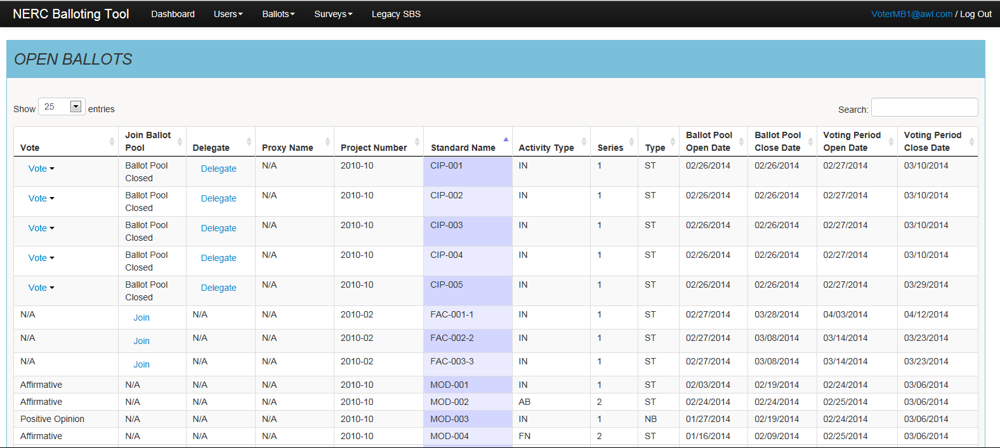 NERC Balloting Tool Dashboard Users Ballots Surveys Legacy SBS VoterMB1@awl.com / Log Out
OPEN BALLOTS
Show 25 entries Search:
Vote Join Ballot Pool Delegate Proxy Name Project Number Standard Name Activity Type Series Type Ballot Pool Open Date Ballot Pool Close Date Voting Period Open Date Voting Period Close Date
Vote Ballot Pool Closed Delegate N/A 2010-10 CIP-001 IN 1 ST 02/26/2014 02/26/2014 02/27/2014 03/10/2014
Vote Ballot Pool Closed Delegate N/A 2010-10 CIP-002 IN 1 ST 02/26/2014 02/26/2014 02/27/2014 03/10/2014
Vote Ballot Pool Closed Delegate N/A 2010-10 CIP-003 IN 1 ST 02/26/2014 02/26/2014 02/27/2014 03/10/2014
Vote Ballot Pool Closed Delegate N/A 2010-10 CIP-004 IN 1 ST 02/26/2014 02/26/2014 02/27/2014 03/10/2014
Vote Ballot Pool Closed Delegate N/A 2010-10 CIP-005 IN 1 ST 02/26/2014 02/26/2014 02/27/2014 03/29/2014
N/A Join N/A N/A 2010-02 FAC-001-1 IN 1 ST 02/27/2014 03/28/2014 04/03/2014 04/12/2014
N/A Join N/A N/A 2010-02 FAC-002-2 IN 1 ST 02/27/2014 03/08/2014 03/14/2014 03/23/2014
N/A Join N/A N/A 2010-02 FAC-003-3 IN 1 ST 02/27/2014 03/08/2014 03/14/2014 03/23/2014
Affirmative N/A N/A N/A 2010-10 MOD-001 IN 1 ST 02/03/2014 02/19/2014 02/24/2014 03/06/2014
Affirmative N/A N/A N/A 2010-10 MOD-002 AB 2 ST 02/24/2014 02/24/2014 02/25/2014 03/06/2014
Positive Opinion N/A N/A N/A 2010-10 MOD-003 IN 1 NB 01/27/2014 02/19/2014 02/24/2014 03/06/2014
Affirmative N/A N/A N/A 2010-10 MOD-004 FN 2 ST 01/16/2014 02/09/2014 02/25/2014 03/06/2014